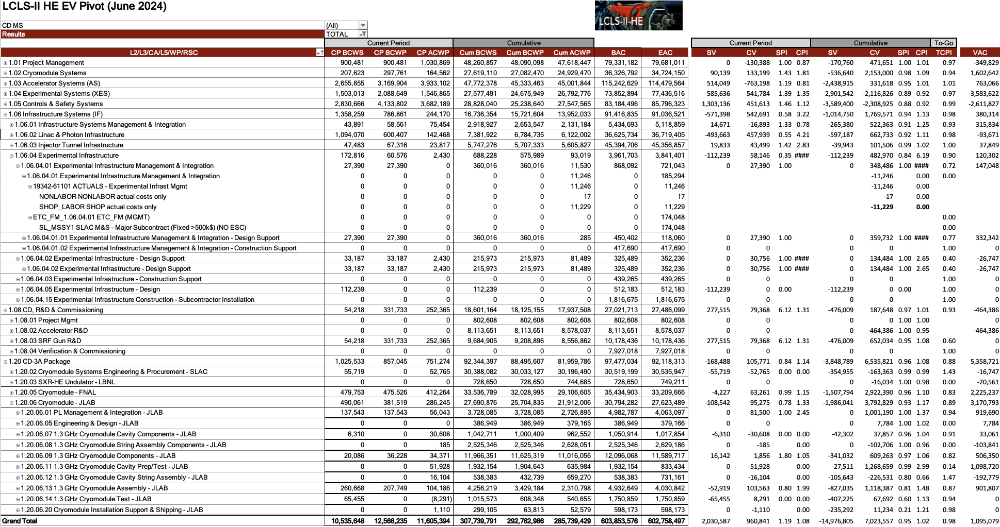 LCLS-II HE EV Pivot (June 2024)
LCLS-II-HE
CD MS (All)
Results TOTAL
Current Period Cumulative Current Period Cumulative To-Go
L2/L3/CA/L5/WP/RSC CP BCWS CP BCWP CP ACWP Cum BCWS Cum BCWP Cum ACWP BAC EAC SV CV SPI CPI SV CV SPI CPI TCPI VAC
1.01 Project Management 900,481 900,481 1,030,869 48,260,857 48,090,098 47,618,447 79,331,182 79,681,011 0 -130,388 1.00 0.87 -170,760 471,651 1.00 1.01 0.97 -349,829
1.02 Cryomodule Systems 207,623 297,761 164,562 27,619,110 27,082,470 24,929,470 36,326,792 34,724,150 90,139 133,199 1.43 1.81 -536,640 2,153,000 0.98 1.09 0.94 1,602,642
1.03 Accelerator Systems (AS) 2,655,855 3,169,904 3,933,102 47,772,378 45,333,463 45,001,844 115,242,629 114,479,564 514,049 -763,198 1.19 0.81 -2,438,915 331,618 0.95 1.01 1.01 763,066
1.04 Experimental Systems (XES) 1,503,013 2,088,649 1,546,865 27,577,491 24,675,949 26,792,776 73,852,894 77,436,516 585,636 541,784 1.39 1.35 -2,901,542 -2,116,826 0.89 0.92 0.97 -3,583,622
1.05 Controls & Safety Systems 2,830,666 4,133,802 3,682,189 28,828,040 25,238,640 27,547,565 83,184,496 85,796,323 1,303,136 451,613 1.46 1.12 -3,589,400 -2,308,925 0.88 0.92 0.99 -2,611,827
1.06 Infrastructure Systems (IF) 1,358,259 786,861 244,170 16,736,354 15,721,604 13,952,033 91,416,835 91,036,521 -571,398 542,691 0.58 3.22 -1,014,750 1,769,571 0.94 1.13 0.98 380,314
1.06.01 Infrastructure Systems Management & Integration 43,891 58,561 75,454 2,918,927 2,653,547 2,131,184 5,434,693 5,118,859 14,671 -16,893 1.33 0.78 -265,380 522,363 0.91 1.25 0.93 315,834
1.06.02 Linac & Photon Infrastructure 1,094,070 600,407 142,468 7,381,922 6,784,735 6,122,002 36,625,734 36,719,405 -493,663 457,939 0.55 4.21 -597,187 662,733 0.92 1.11 0.98 -93,671
1.06.03 Injector Tunnel Infrastructure 47,483 67,316 23,817 5,747,276 5,707,333 5,605,827 45,394,706 45,356,857 19,833 43,499 1.42 2.83 -39,943 101,506 0.99 1.02 1.00 37,849
1.06.04 Experimental Infrastructure 172,816 60,576 2,430 688,228 575,989 93,019 3,961,703 3,841,401 -112,239 58,146 0.35 #### -112,239 482,970 0.84 6.19 0.90 120,302
1.06.04.01 Experimental Infrastructure Management & Integration 27,390 27,390 0 360,016 360,016 11,530 868,092 721,043 0 27,390 1.00 0 348,486 1.00 #### 0.72 147,048
1.06.04.01 Experimental Infrastructure Management & Integration 0 0 0 0 0 11,246 0 185,294 -11,246 0.00 0.00
19342-61101 ACTUALS - Experimental Infrast Mgmt 0 0 0 0 0 11,246 0 11,246 -11,246 0.00
NONLABOR NONLABOR actual costs only 0 0 0 0 0 17 0 17 -17 0.00
SHOP_LABOR SHOP actual costs only 0 0 0 0 0 11,229 0 11,229 -11,229 0.00
ETC_FM_1.06.04.01 ETC_FM (MGMT) 0 0 0 0 0 0 0 174,048 0.00
SL_MSSY1 SLAC M&S - Major Subcontract (Fixed >500k$) (NO ESC) 0 0 0 0 0 0 0 174,048 0.00
1.06.04.01.01 Experimental Infrastructure Management & Integration - Design Support 27,390 27,390 0 360,016 360,016 285 450,402 118,060 0 27,390 1.00 0 359,732 1.00 #### 0.77 332,342
1.06.04.01.02 Experimental Infrastructure Management & Integration - Construction Support 0 0 0 0 0 0 417,690 417,690 0 0 0 0 1.00 0
1.06.04.02 Experimental Infrastructure - Design Support 33,187 33,187 2,430 215,973 215,973 81,489 325,489 352,236 0 30,756 1.00 #### 0 134,484 1.00 2.65 0.40 -26,747
1.06.04.02 Experimental Infrastructure - Design Support 33,187 33,187 2,430 215,973 215,973 81,489 325,489 352,236 0 30,756 1.00 #### 0 134,484 1.00 2.65 0.40 -26,747
1.06.04.03 Experimental Infrastructure - Construction Support 0 0 0 0 0 0 439,265 439,265 0 0 0 0 1.00 0
1.06.04.05 Experimental Infrastructure - Design 112,239 0 0 112,239 0 0 512,183 512,183 -112,239 0 0.00 -112,239 0 0.00 1.00 0
1.06.04.15 Experimental Infrastructure Construction - Subcontractor Installation 0 0 0 0 0 0 1,816,675 1,816,675 0 0 0 0 1.00 0
1.08 CD, R&D & Commissioning 54,218 331,733 252,365 18,601,164 18,125,155 17,937,508 27,021,713 27,486,099 277,515 79,368 6.12 1.31 -476,009 187,648 0.97 1.01 0.93 -464,386
1.08.01 Project Mgmt 0 0 0 802,608 802,608 802,608 802,608 802,608 0 0 0 0 1.00 1.00 0
1.08.02 Accelerator R&D 0 0 0 8,113,651 8,113,651 8,578,037 8,113,651 8,578,037 0 0 0 -464,386 1.00 0.95 -464,386
1.08.03 SRF Gun R&D 54,218 331,733 252,365 9,684,905 9,208,896 8,556,862 10,178,436 10,178,436 277,515 79,368 6.12 1.31 -476,009 652,034 0.95 1.08 0.60 0
1.08.04 Verification & Commissioning 0 0 0 0 0 0 7,927,018 7,927,018 0 0 0 0 1.00 0
1.20 CD-3A Package 1,025,533 857,045 751,274 92,344,397 88,495,607 81,959,786 97,477,034 92,118,313 -168,488 105,771 0.84 1.14 -3,848,789 6,535,821 0.96 1.08 0.88 5,358,721
1.20.02 Cryomodule Systems Engineering & Procurement - SLAC 55,719 0 52,765 30,388,082 30,033,127 30,196,490 30,519,199 30,535,947 -55,719 -52,765 0.00 0.00 -354,955 -163,363 0.99 0.99 1.43 -16,747
1.20.03 SXR-HE Undulator - LBNL 0 0 0 728,650 728,650 744,685 728,650 749,211 0 0 0 -16,034 1.00 0.98 0.00 -20,561
1.20.05 Cryomodule - FNAL 479,753 475,526 412,264 33,536,789 32,028,995 29,106,605 35,434,903 33,209,666 -4,227 63,261 0.99 1.15 -1,507,794 2,922,390 0.96 1.10 0.83 2,225,237
1.20.06 Cryomodule - JLAB 490,061 381,519 286,245 27,690,876 25,704,835 21,912,006 30,794,282 27,623,489 -108,542 95,275 0.78 1.33 -1,986,041 3,792,829 0.93 1.17 0.89 3,170,793
1.20.06.01 PL Management & Integration - JLAB 137,543 137,543 56,043 3,728,085 3,728,085 2,726,895 4,982,787 4,063,097 0 81,500 1.00 2.45 0 1,001,190 1.00 1.37 0.94 919,690
1.20.06.05 Engineering & Design - JLAB 0 0 0 386,949 386,949 379,165 386,949 379,166 0 0 0 7,784 1.00 1.02 0.00 7,784
1.20.06.07 1.3 GHz Cryomodule Cavity Components - JLAB 6,310 0 30,608 1,042,711 1,000,409 962,552 1,050,914 1,017,854 -6,310 -30,608 0.00 0.00 -42,302 37,857 0.96 1.04 0.91 33,061
1.20.06.08 1.3 GHz Cryomodule String Assembly Components - JLAB 0 0 185 2,525,346 2,525,346 2,628,051 2,525,346 2,629,186 0 -185 0.00 0 -102,706 1.00 0.96 0.00 -103,841
1.20.06.09 1.3 GHz Cryomodule Components - JLAB 20,086 36,228 34,371 11,966,351 11,625,319 11,016,056 12,096,068 11,589,717 16,142 1,856 1.80 1.05 -341,032 609,263 0.97 1.06 0.82 506,350
1.20.06.11 1.3 GHz Cryomodule Cavity Prep/Test - JLAB 0 0 51,928 1,932,154 1,904,643 635,984 1,932,154 833,434 0 -51,928 0.00 -27,511 1,268,659 0.99 2.99 0.14 1,098,720
1.20.06.12 1.3 GHz Cryomodule Cavity String Assembly - JLAB 0 0 16,104 538,383 432,739 659,270 538,383 731,161 0 -16,104 0.00 -105,643 -226,531 0.80 0.66 1.47 -192,779
1.20.06.13 1.3 GHz Cryomodule Assembly - JLAB 260,668 207,749 104,186 4,256,219 3,429,184 2,310,798 4,932,649 4,030,842 -52,919 103,563 0.80 1.99 -827,035 1,118,387 0.81 1.48 0.87 901,807
1.20.06.14 1.3 GHz Cryomodule Test - JLAB 65,455 0 (8,291) 1,015,573 608,348 540,655 1,750,859 1,750,859 -65,455 8,291 0.00 0.00 -407,225 67,692 0.60 1.13 0.94 0
1.20.06.20 Cryomodule Installation Support & Shipping - JLAB 0 0 1,110 299,105 63,813 52,579 598,173 598,173 0 -1,110 0.00 -235,292 11,234 0.21 1.21 0.98 0
Grand Total 10,535,648 12,566,235 11,605,394 307,739,791 292,762,986 285,739,429 603,853,576 602,758,497 2,030,587 960,841 1.19 1.08 -14,976,805 7,023,557 0.95 1.02 0.98 1,095,079